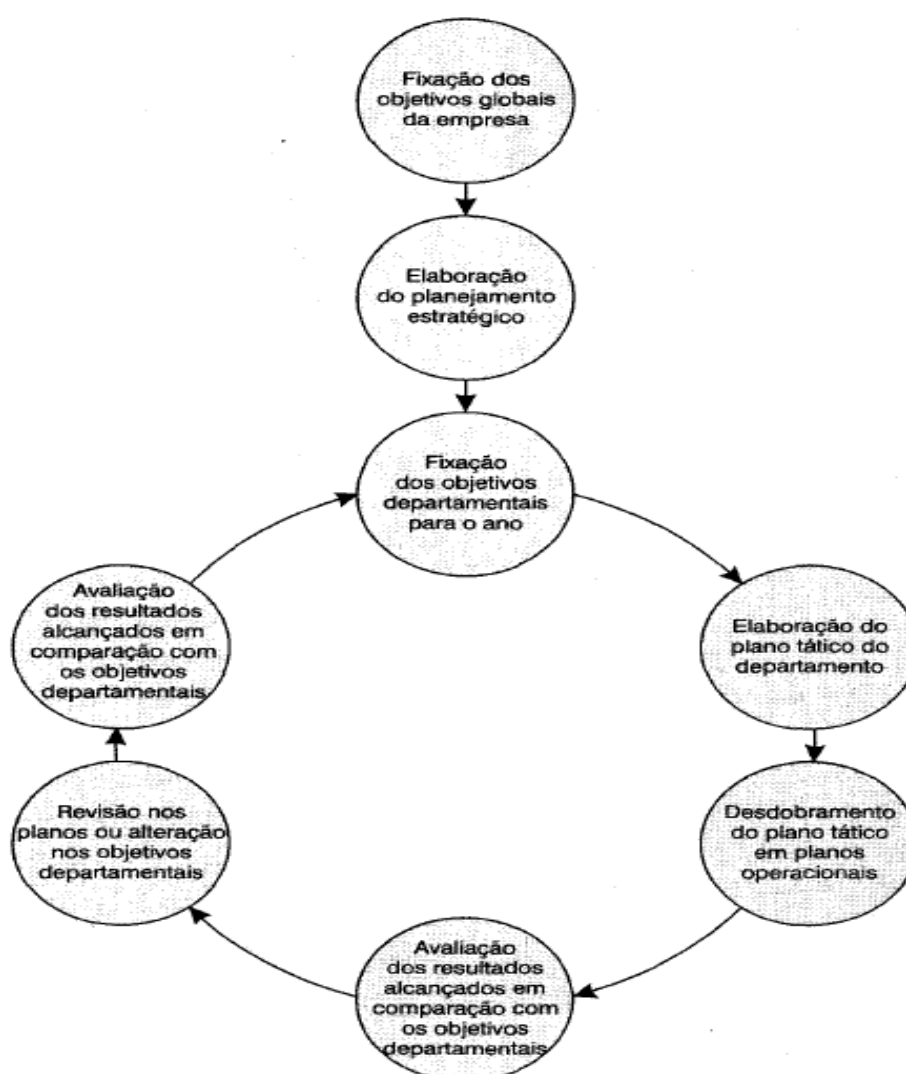 Fixação dos
objetivos globais
da empresa
Elaboração
do planejamento
estratégico
Fixação
dos objetivos
departamentais
para o ano
Elaboração do
plano tático do
departamento
Desdobramento
do plano tático
em planos
operacionais
Avaliação
dos resultados
alcançados em
comparação com
os objetivos
departamentais
Revisão nos
planos ou alteração
nos objetivos
departamentais
Avaliação
dos resultados
alcançados em
comparação com
os objetivos
departamentais